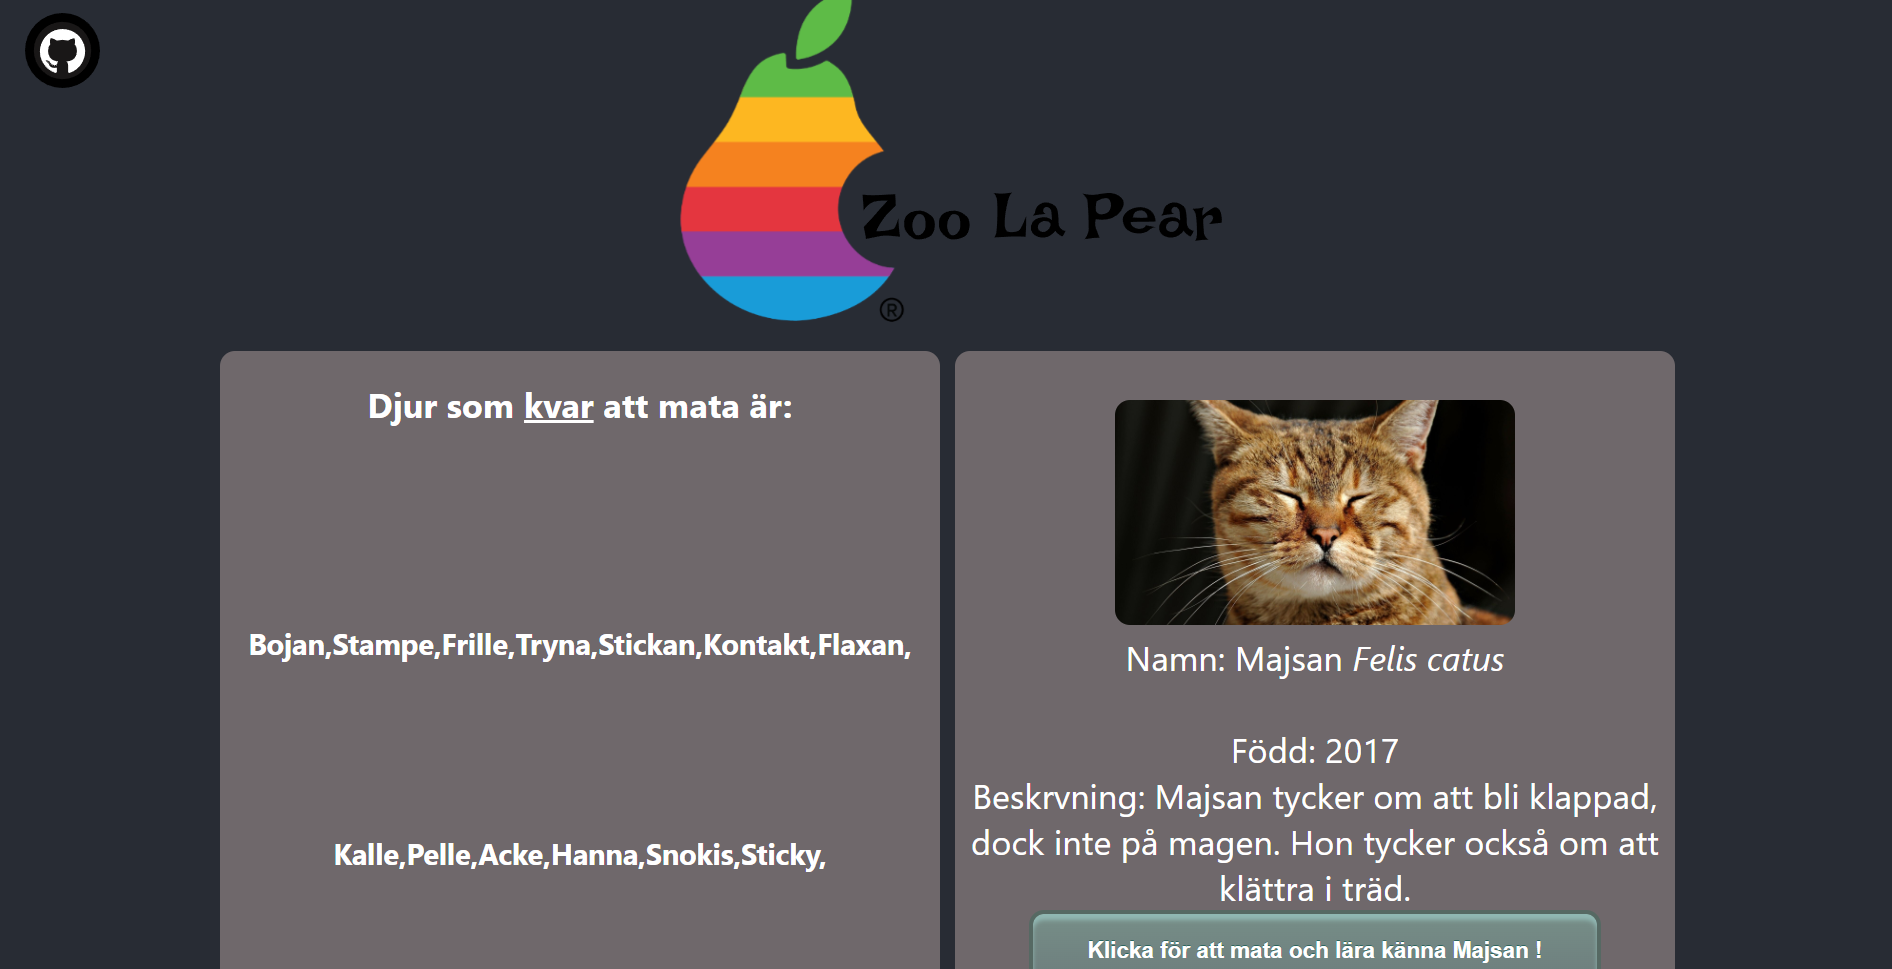 Zoo La Pear
®
Djur som kvar att mata är:
Bojan,Stampe,Frille,Tryna,Stickan,Kontakt,Flaxan,
Kalle,Pelle,Acke,Hanna,Snokis,Sticky,
Namn: Majsan Felis catus
Född: 2017
Beskrvning: Majsan tycker om att bli klappad,
dock inte på magen. Hon tycker också om att
klättra i träd.
Klicka för att mata och lära känna Majsan !